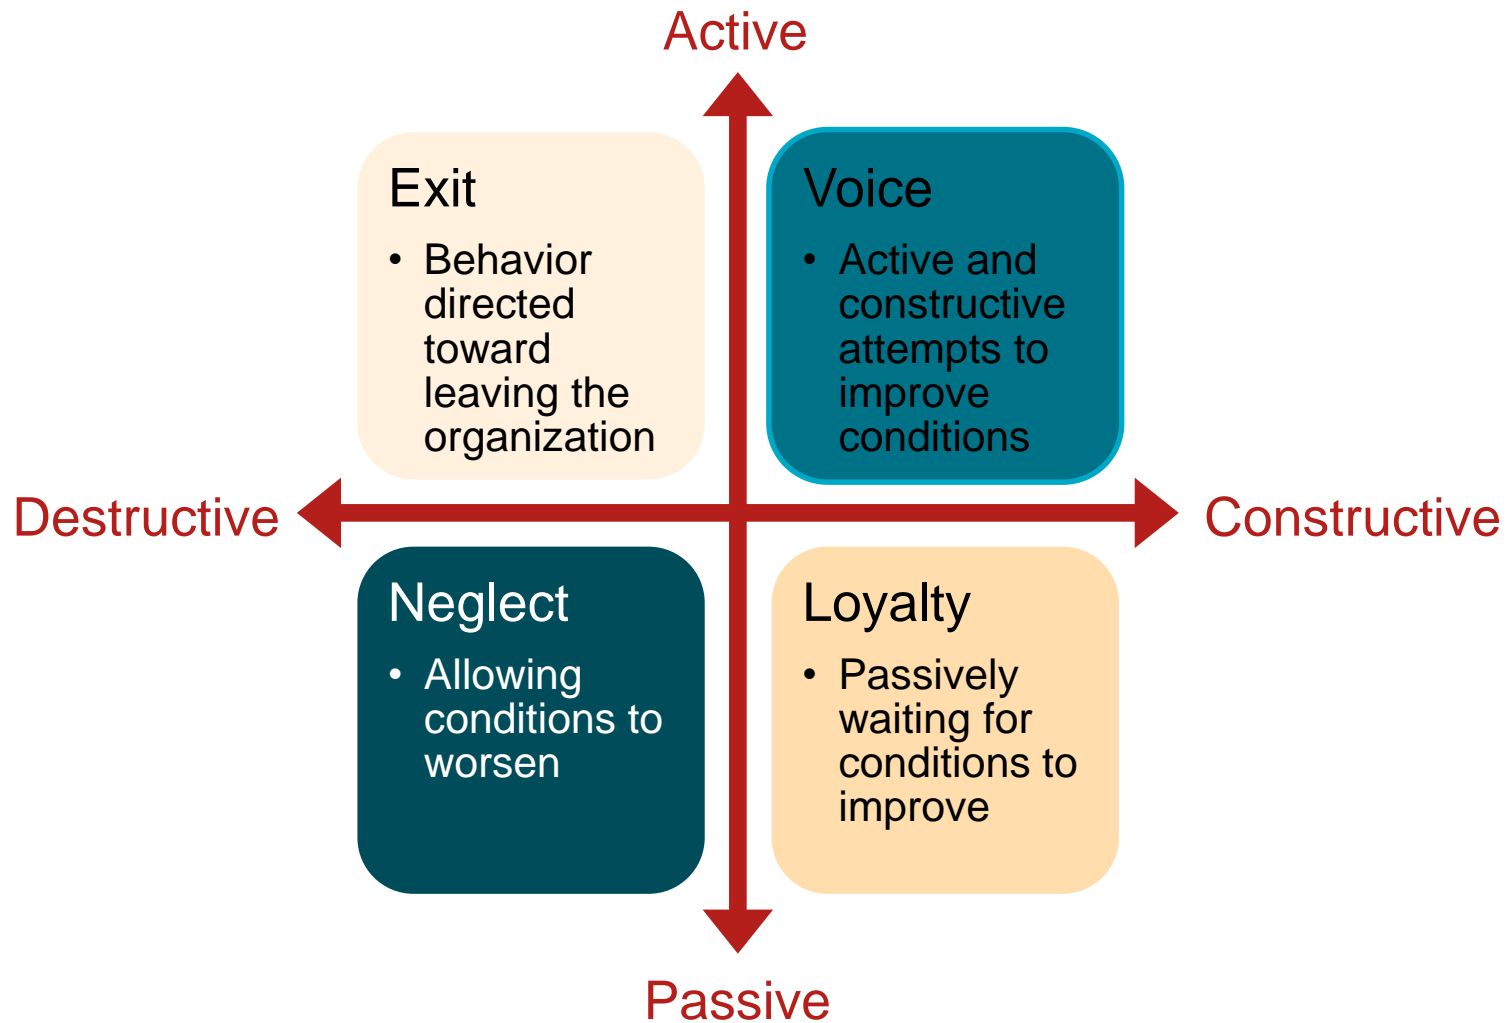 Active
Exit
• Behavior
directed
toward
leaving the
organization
Voice
• Active and
constructive
attempts to
improve
conditions
Destructive
Constructive
Neglect
• Allowing
conditions to
worsen
Loyalty
• Passively
waiting for
conditions to
improve
Passive